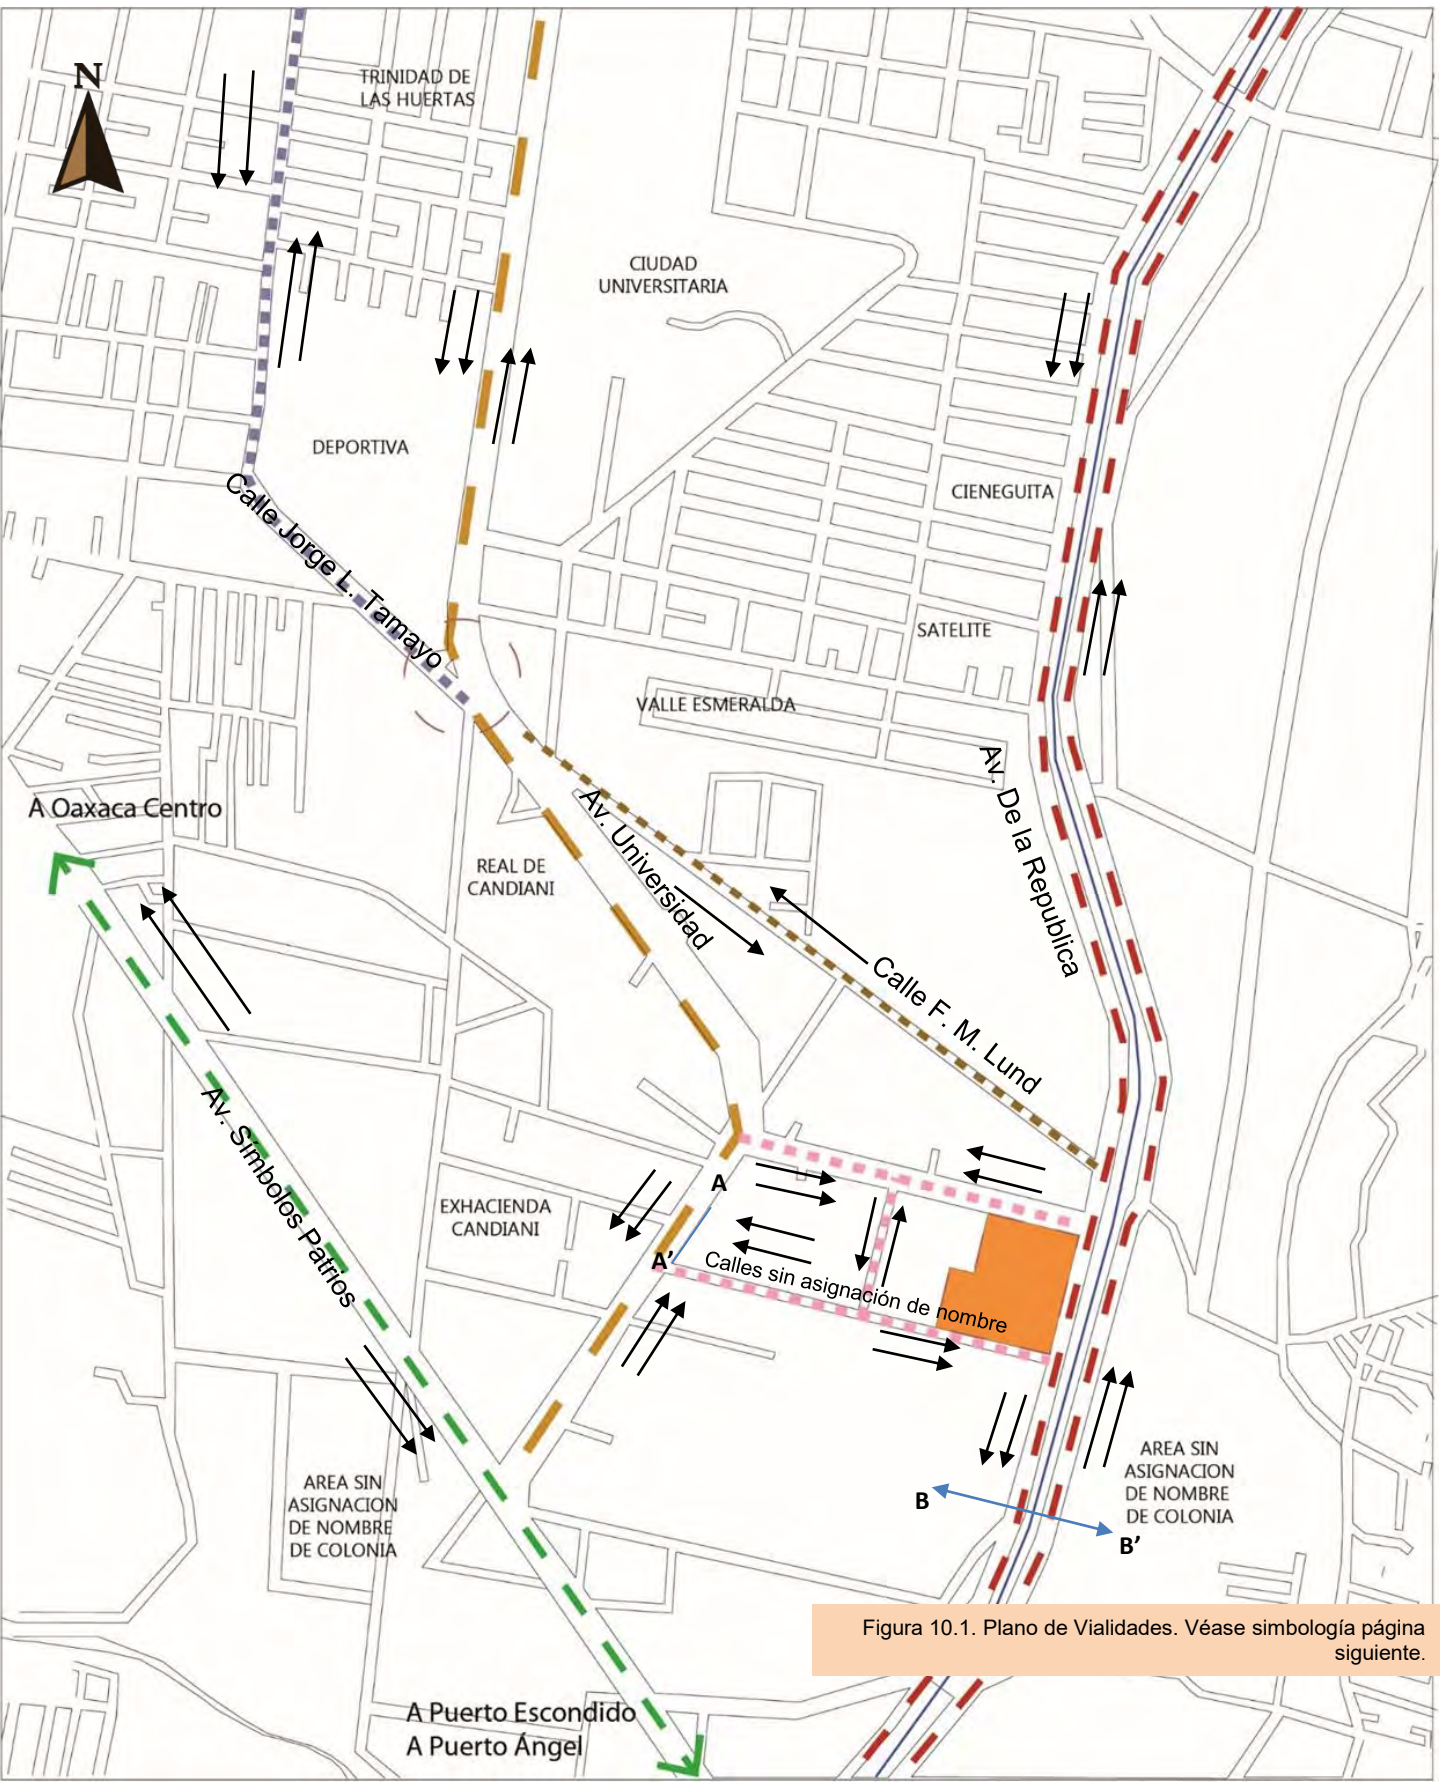 N
TRINIDAD DE
LAS HUERTAS
CIUDAD
UNIVERSITARIA
DEPORTIVA
Calle Jorge L. Tamayo
CIENEGUITA
SATELITE
VALLE ESMERALDA
Av. De la Republica
A Oaxaca Centro
Av. Universidad
REAL DE
CANDIANI
Calle F. M. Lund
Av. Símbolos Patrios
EXHACIENDA
CANDIANI
A
A’
Calles sin asignación de nombre
AREA SIN
ASIGNACION
DE NOMBRE
DE COLONIA
AREA SIN
ASIGNACION
DE NOMBRE
DE COLONIA
B
B’
Figura 10.1. Plano de Vialidades. Véase simbología página
siguiente.
A Puerto Escondido
A Puerto Ángel